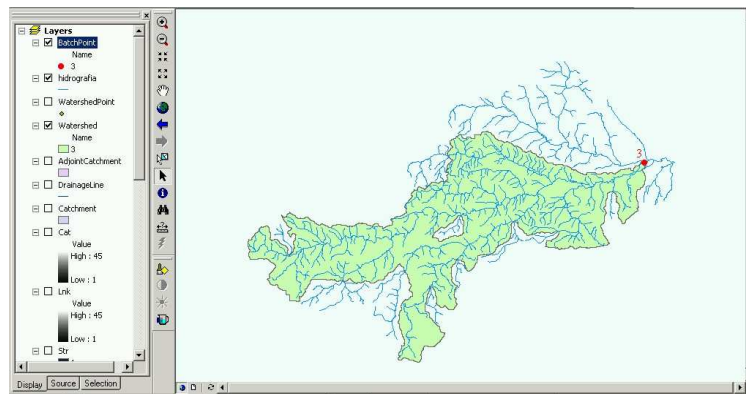 Layers
BatchPoint
Name
3
hidrografia
WatershedPoint
Watershed
Name
3
AdjointCatchment
DrainageLine
Catchment
Cat
Value
High : 45
Low : 1
Lnk
Value
High : 45
Low : 1
Str
Display Source Selection
3